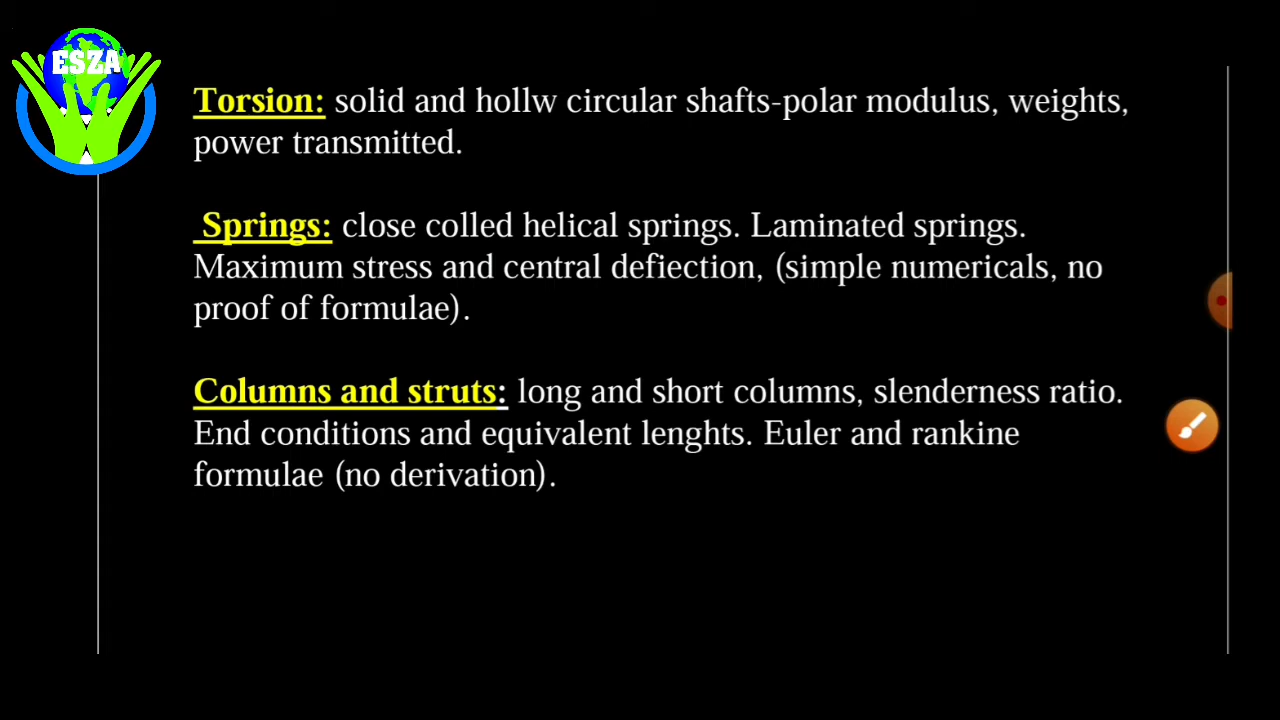 ESZA
Torsion: solid and hollw circular shafts-polar modulus, weights,
power transmitted.
Springs: close colled helical springs. Laminated springs.
Maximum stress and central defiection, (simple numericals, no
proof of formulae).
Columns and struts: long and short columns, slenderness ratio.
End conditions and equivalent lenghts. Euler and rankine
formulae (no derivation).